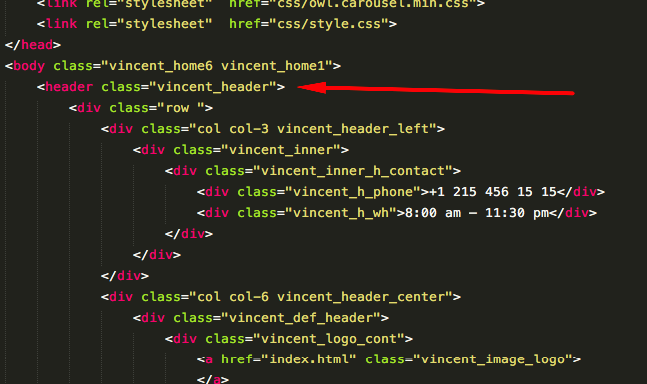 <link rel="stylesheet"  href="css/owl.carousel.min.css">
<link rel="stylesheet"  href="css/style.css">
</head>
<body class="vincent_home6 vincent_home1">
<header class="vincent_header">
<div class="row ">
<div class="col col-3 vincent_header_left">
<div class="vincent_inner">
<div class="vincent_inner_h_contact">
<div class="vincent_h_phone">+1 215 456 15 15</div>
<div class="vincent_h_wh">8:00 am – 11:30 pm</div>
</div>
</div>
</div>
<div class="col col-6 vincent_header_center">
<div class="vincent_def_header">
<div class="vincent_logo_cont">
<a href="index.html" class="vincent_image_logo">
</a>